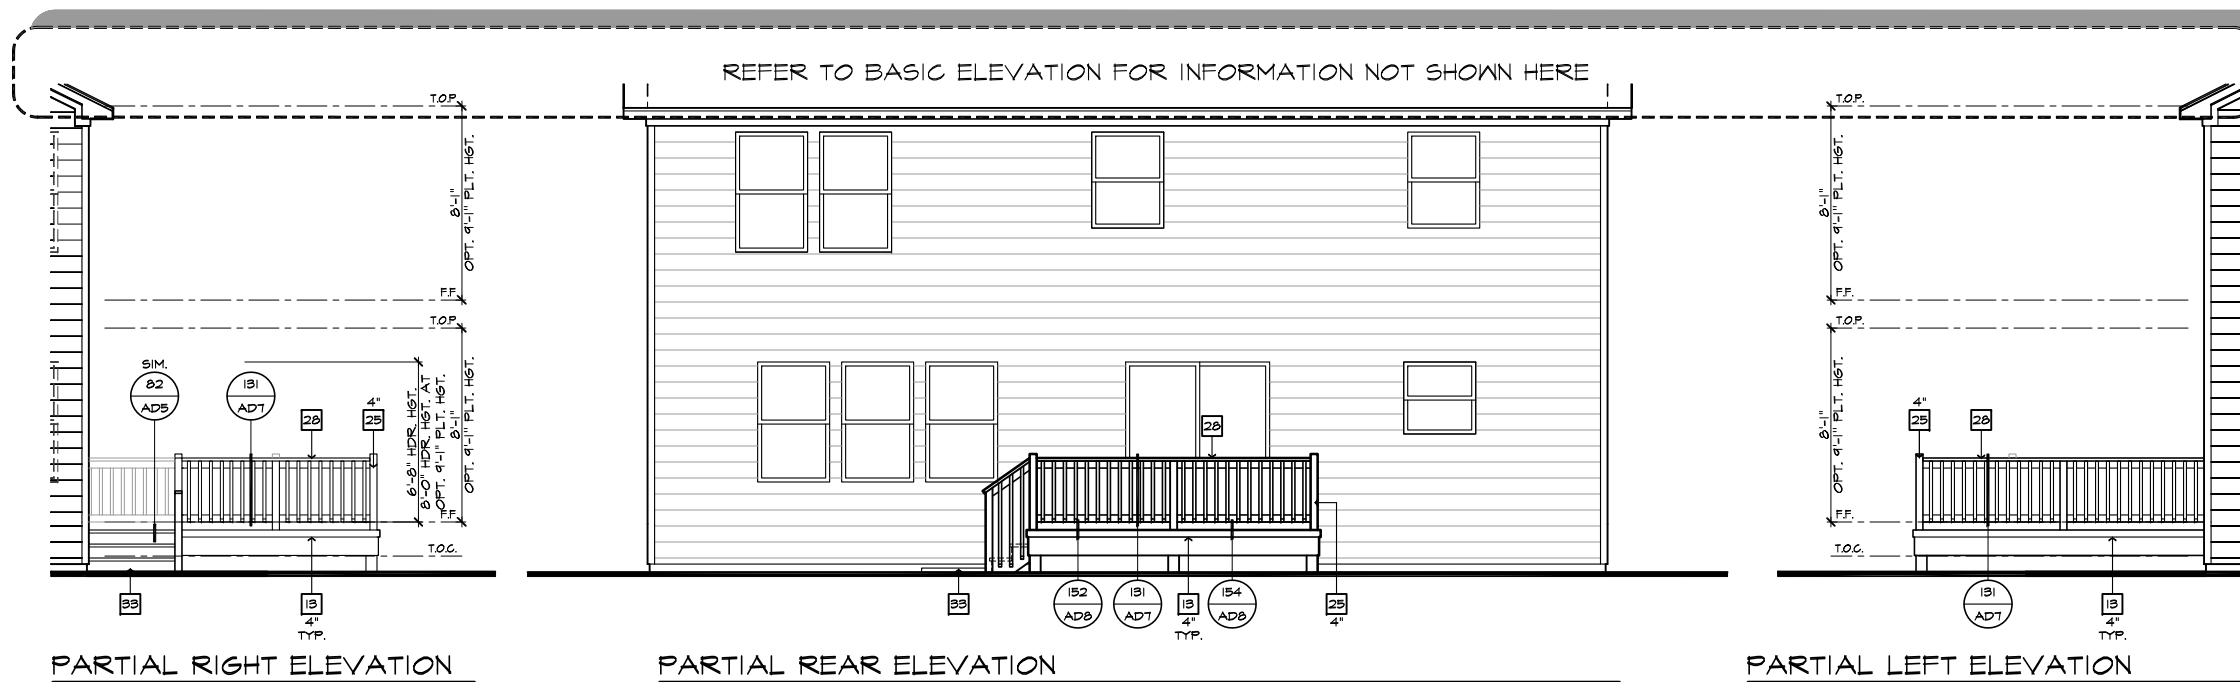 REFER TO BASIC ELEVATION FOR INFORMATION NOT SHOWN HERE
T.O.P.
8'-1"
OPT. 9'-1" PLT. HGT.
F.F.
T.O.P.
8'-1"
OPT. 9'-1" PLT. HGT.
6'-8" HDR. HGT.
8'-0" HDR. HGT. AT
OPT. 9'-1" PLT. HGT.
F.F.
T.O.C.
SIM.
82
AD5
131
AD7
28
4"
25
33
13
4"
TYP.
PARTIAL RIGHT ELEVATION
28
33
152
AD8
131
AD7
13
4"
TYP.
154
AD8
25
4"
PARTIAL REAR ELEVATION
T.O.P.
8'-1"
OPT. 9'-1" PLT. HGT.
F.F.
T.O.P.
8'-1"
OPT. 9'-1" PLT. HGT.
F.F.
T.O.C.
4"
25
28
131
AD7
13
4"
TYP.
PARTIAL LEFT ELEVATION